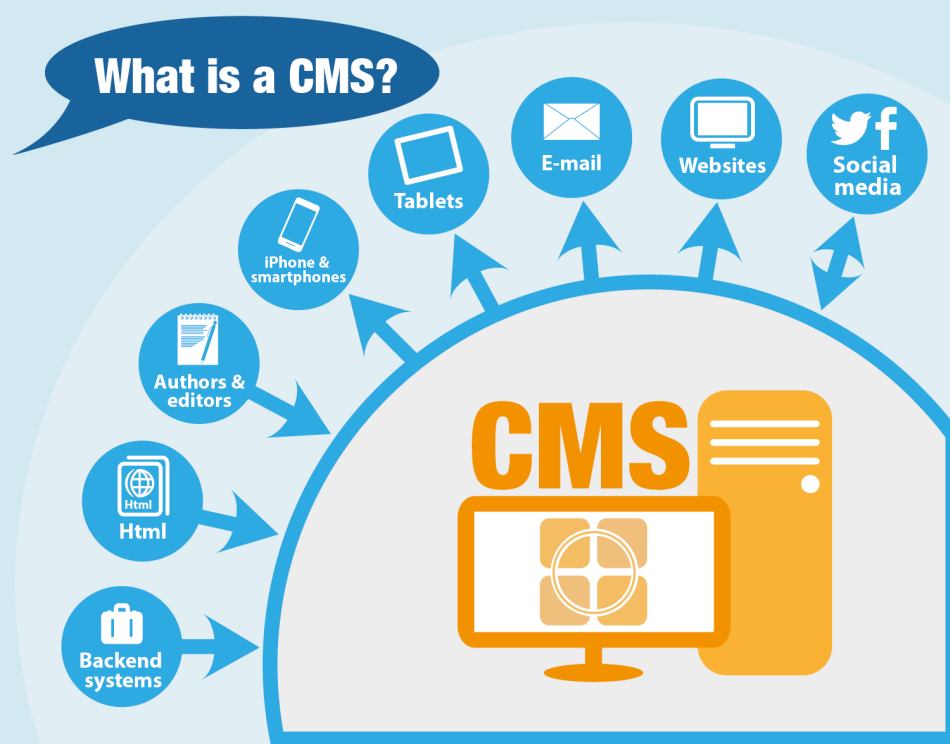 What is a CMS?
Social
media
Websites
E-mail
Tablets
iPhone &
smartphones
Authors &
editors
Html
Html
Backend
systems
CMS